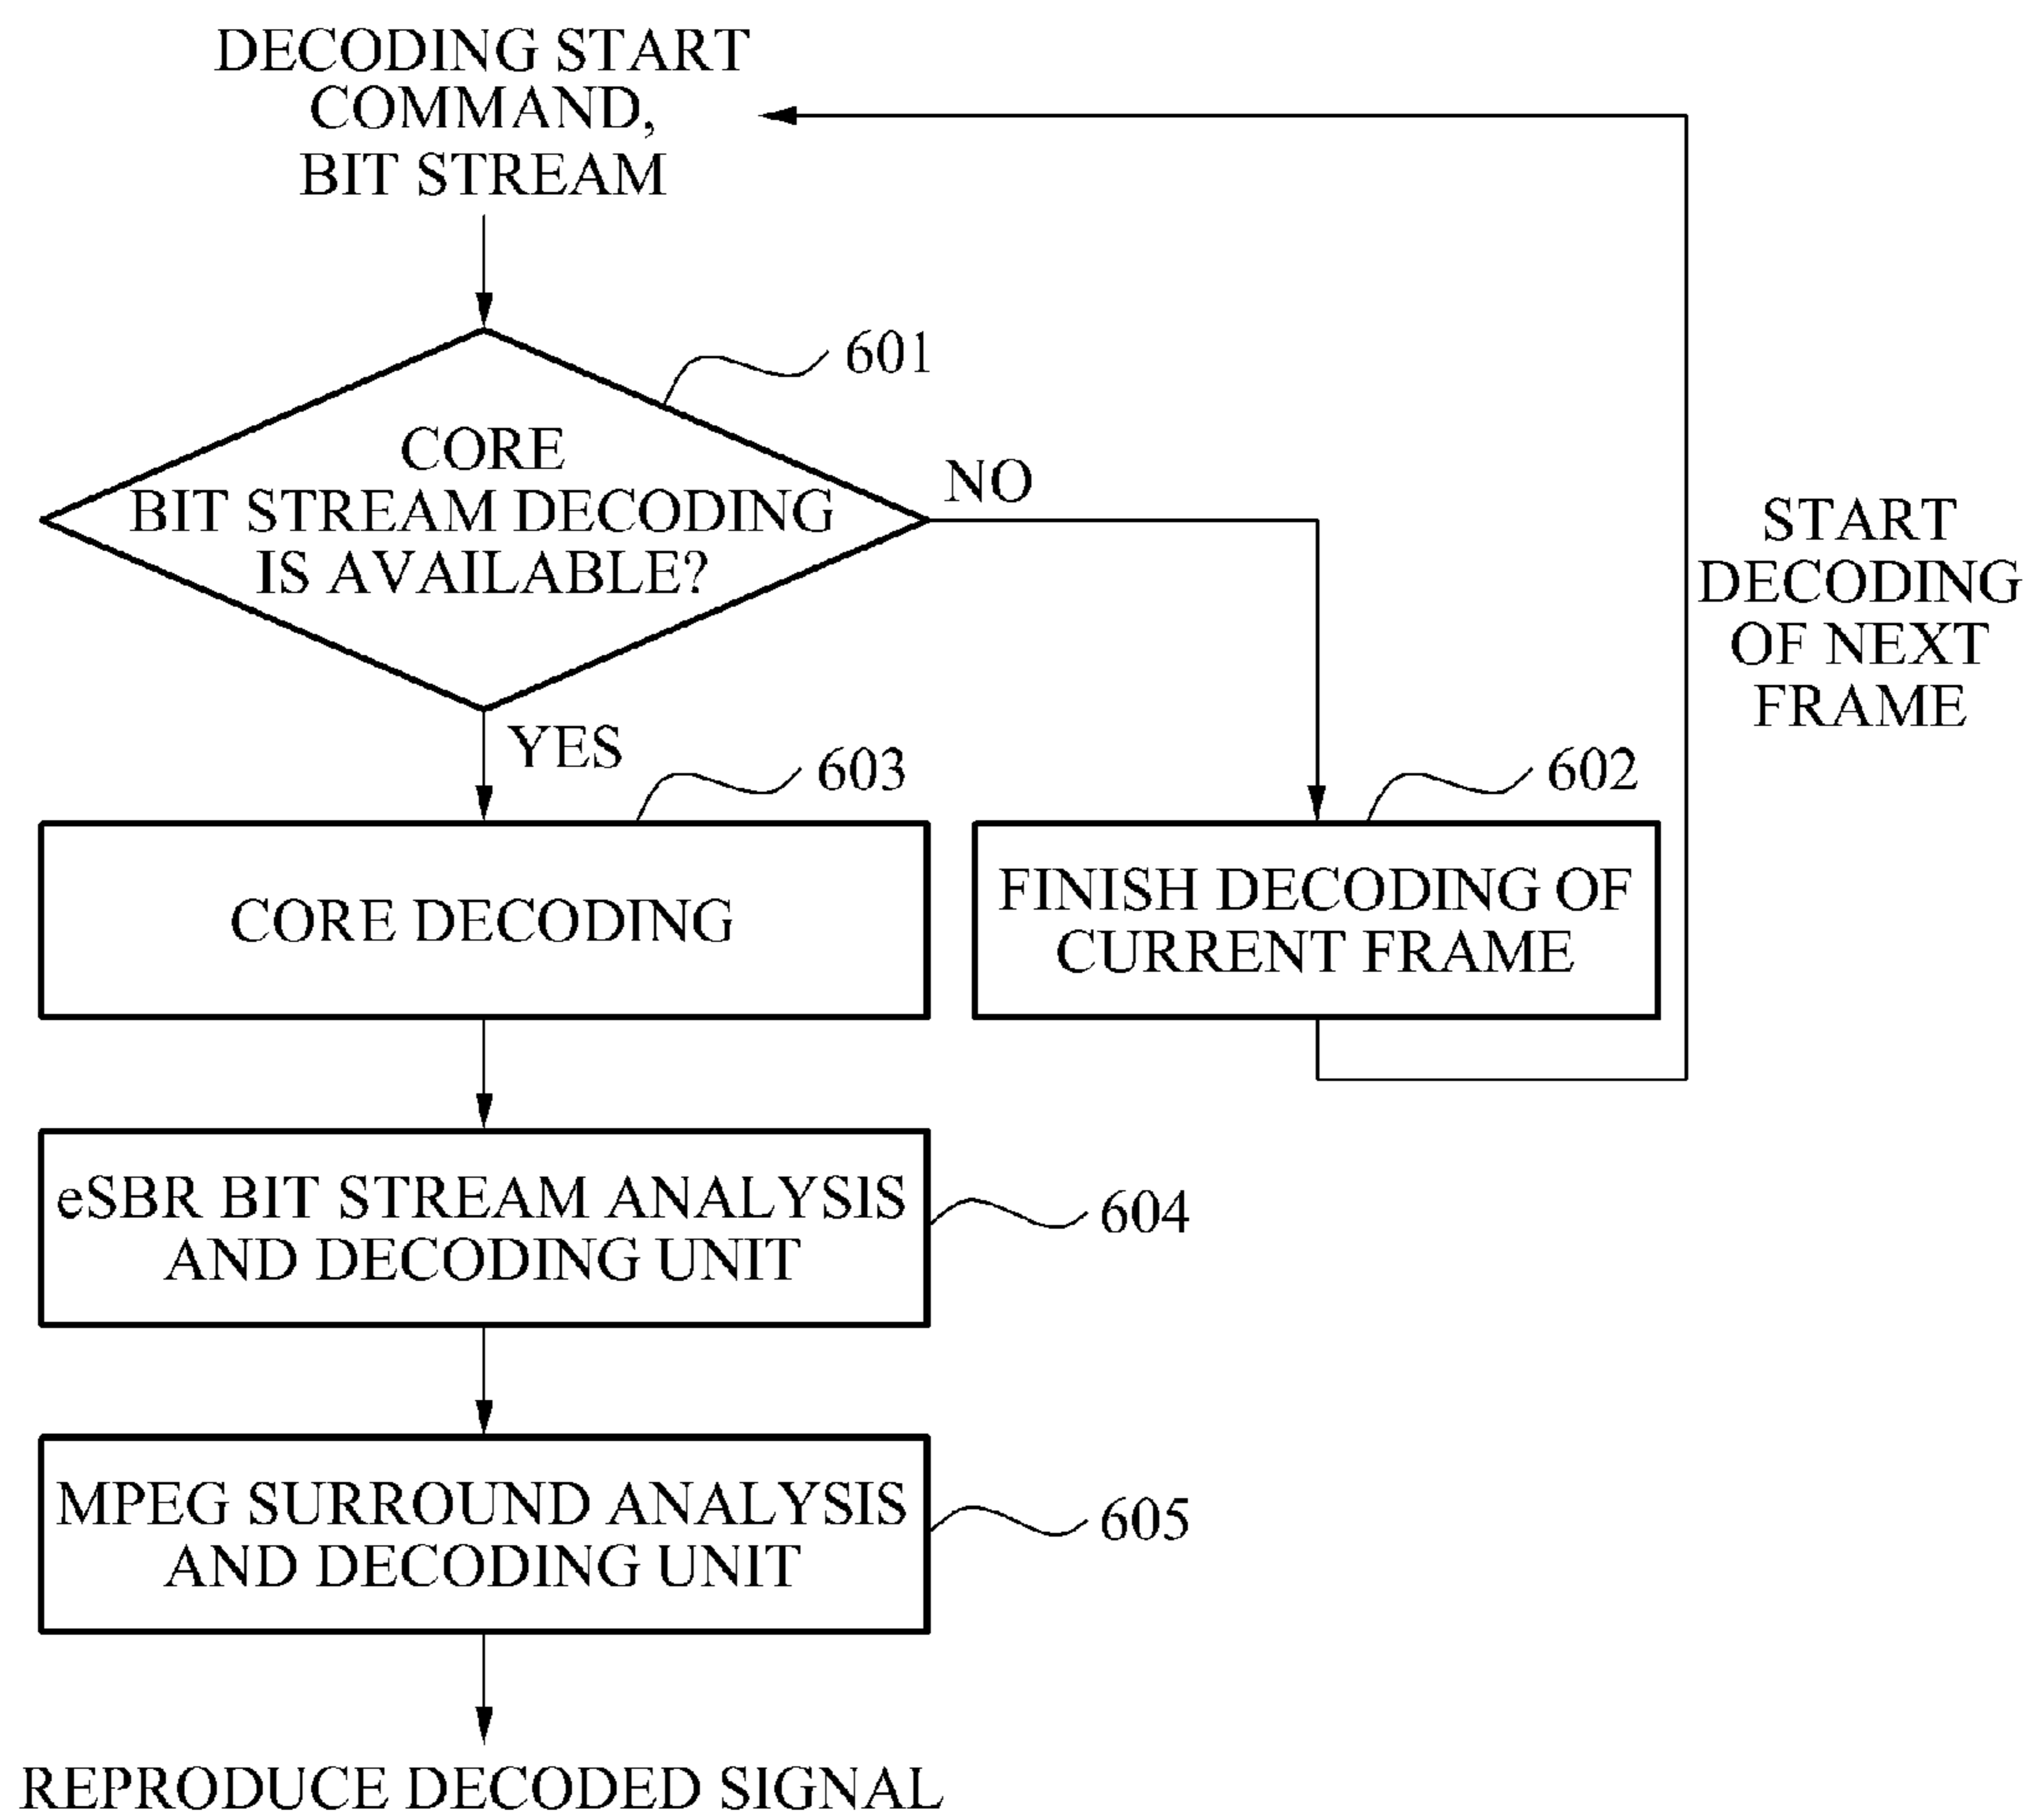 DECODING START
COMMAND,
BIT STREAM
601
CORE
BIT STREAM DECODING
IS AVAILABLE?
NO
START
DECODING
OF NEXT
FRAME
YES
603
602
CORE DECODING
FINISH DECODING OF
CURRENT FRAME
eSBR BIT STREAM ANALYSIS
AND DECODING UNIT
604
MPEG SURROUND ANALYSIS
AND DECODING UNIT
605
REPRODUCE DECODED SIGNAL